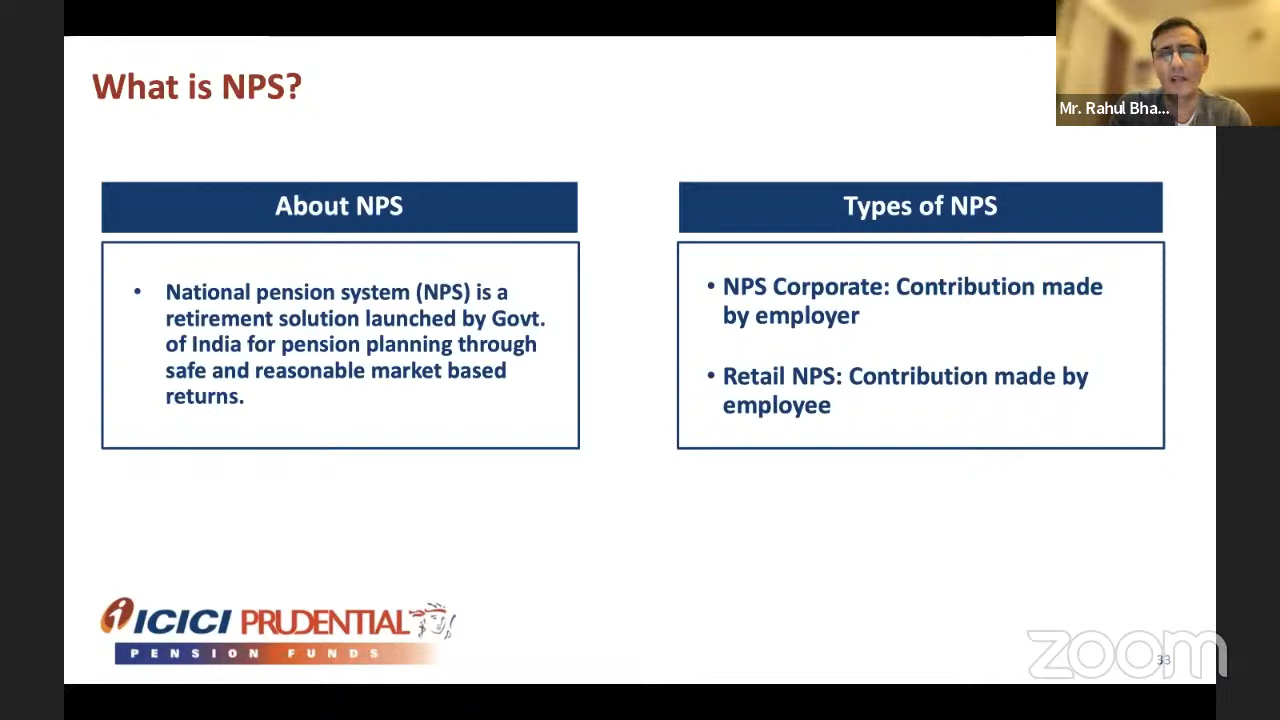 What is NPS?
Mr. Rahul Bha...
About NPS
• National pension system (NPS) is a
retirement solution launched by Govt.
of India for pension planning through
safe and reasonable market based
returns.
Types of NPS
• NPS Corporate: Contribution made
by employer
• Retail NPS: Contribution made by
employee
ICICI PRUDENTIAL
PENSION FUNDS
zoom
33